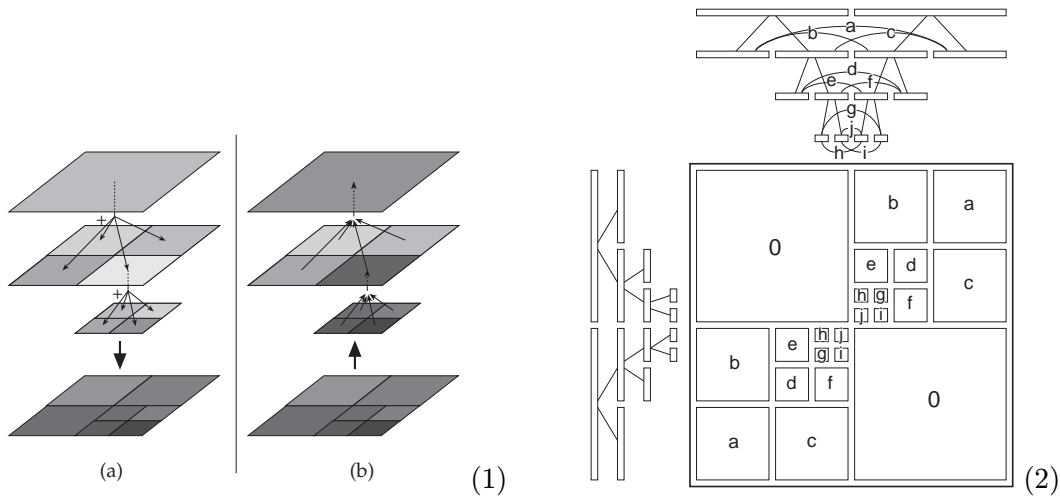 a
b c
d
e f
g
j
h i
b a
0
e d
c
h g
f
j i
h j
e
g i
b
0
d f
a c
+
+
(a) (b) (1) (2)